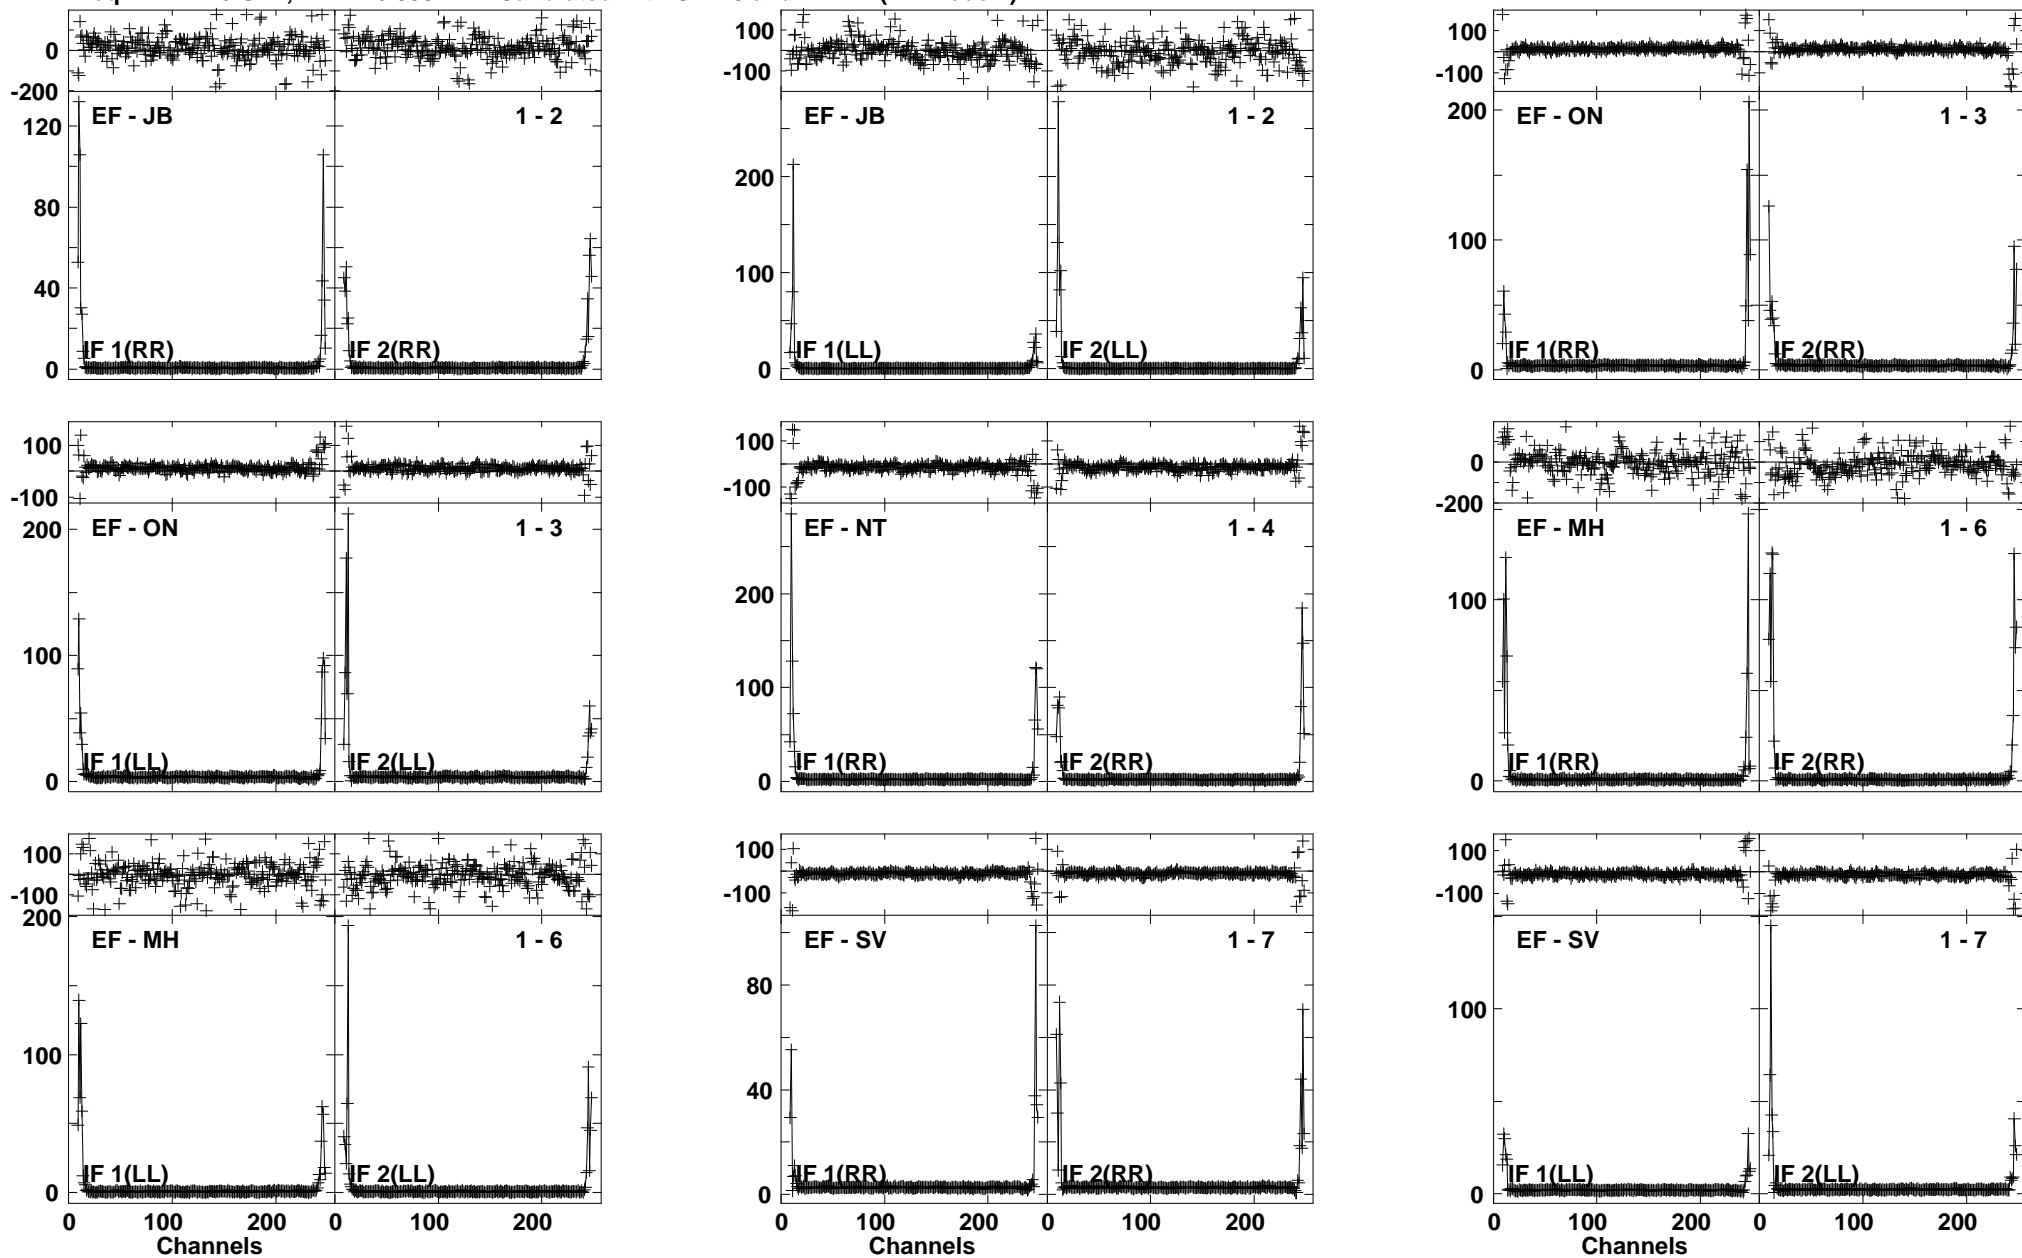 100
100
0
-100
-100
-200
EF - JB 1 - 2
EF - JB 1 - 2
EF - ON 1 - 3
120
80
40
0
IF 1(RR) IF 2(RR)
200
100
0
IF 1(LL) IF 2(LL)
200
100
0
IF 1(RR) IF 2(RR)
100
-100
100
-100
0
-200
EF - ON 1 - 3
EF - NT 1 - 4
EF - MH 1 - 6
200
100
0
IF 1(LL) IF 2(LL)
200
100
0
IF 1(RR) IF 2(RR)
100
0
IF 1(RR) IF 2(RR)
100
-100
100
-100
100
-100
EF - MH 1 - 6
EF - SV 1 - 7
EF - SV 1 - 7
200
100
0
IF 1(LL) IF 2(LL)
80
40
0
IF 1(RR) IF 2(RR)
100
0
IF 1(LL) IF 2(LL)
0 100 200 0 100 200
0 100 200 0 100 200
0 100 200 0 100 200
Channels Channels Channels